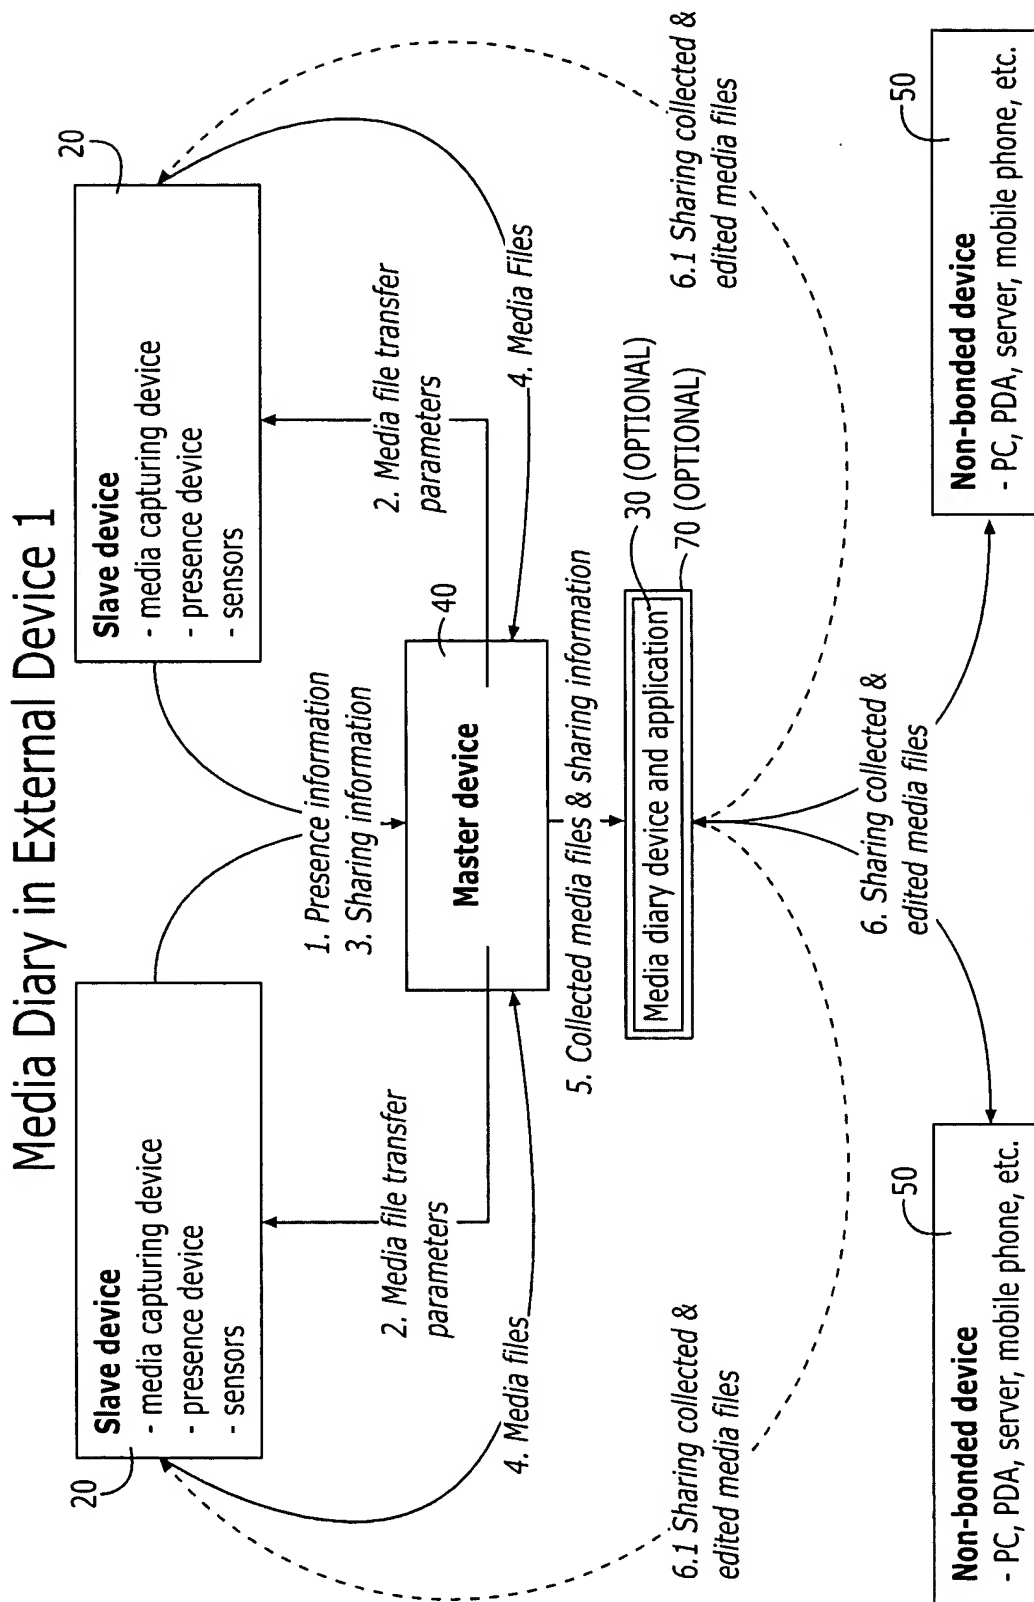 Media Diary in External Device 1
20
Slave device
- media capturing device
- presence device
- sensors
20
Slave device
- media capturing device
- presence device
- sensors
1. Presence information
3. Sharing information
2. Media file transfer
parameters
2. Media file transfer
parameters
40
Master device
4. Media files
4. Media Files
5. Collected media files & sharing information
30 (OPTIONAL)
70 (OPTIONAL)
Media diary device and application
6.1 Sharing collected &
edited media files
6.1 Sharing collected &
edited media files
6. Sharing collected &
edited media files
50
Non-bonded device
- PC, PDA, server, mobile phone, etc.
50
Non-bonded device
- PC, PDA, server, mobile phone, etc.